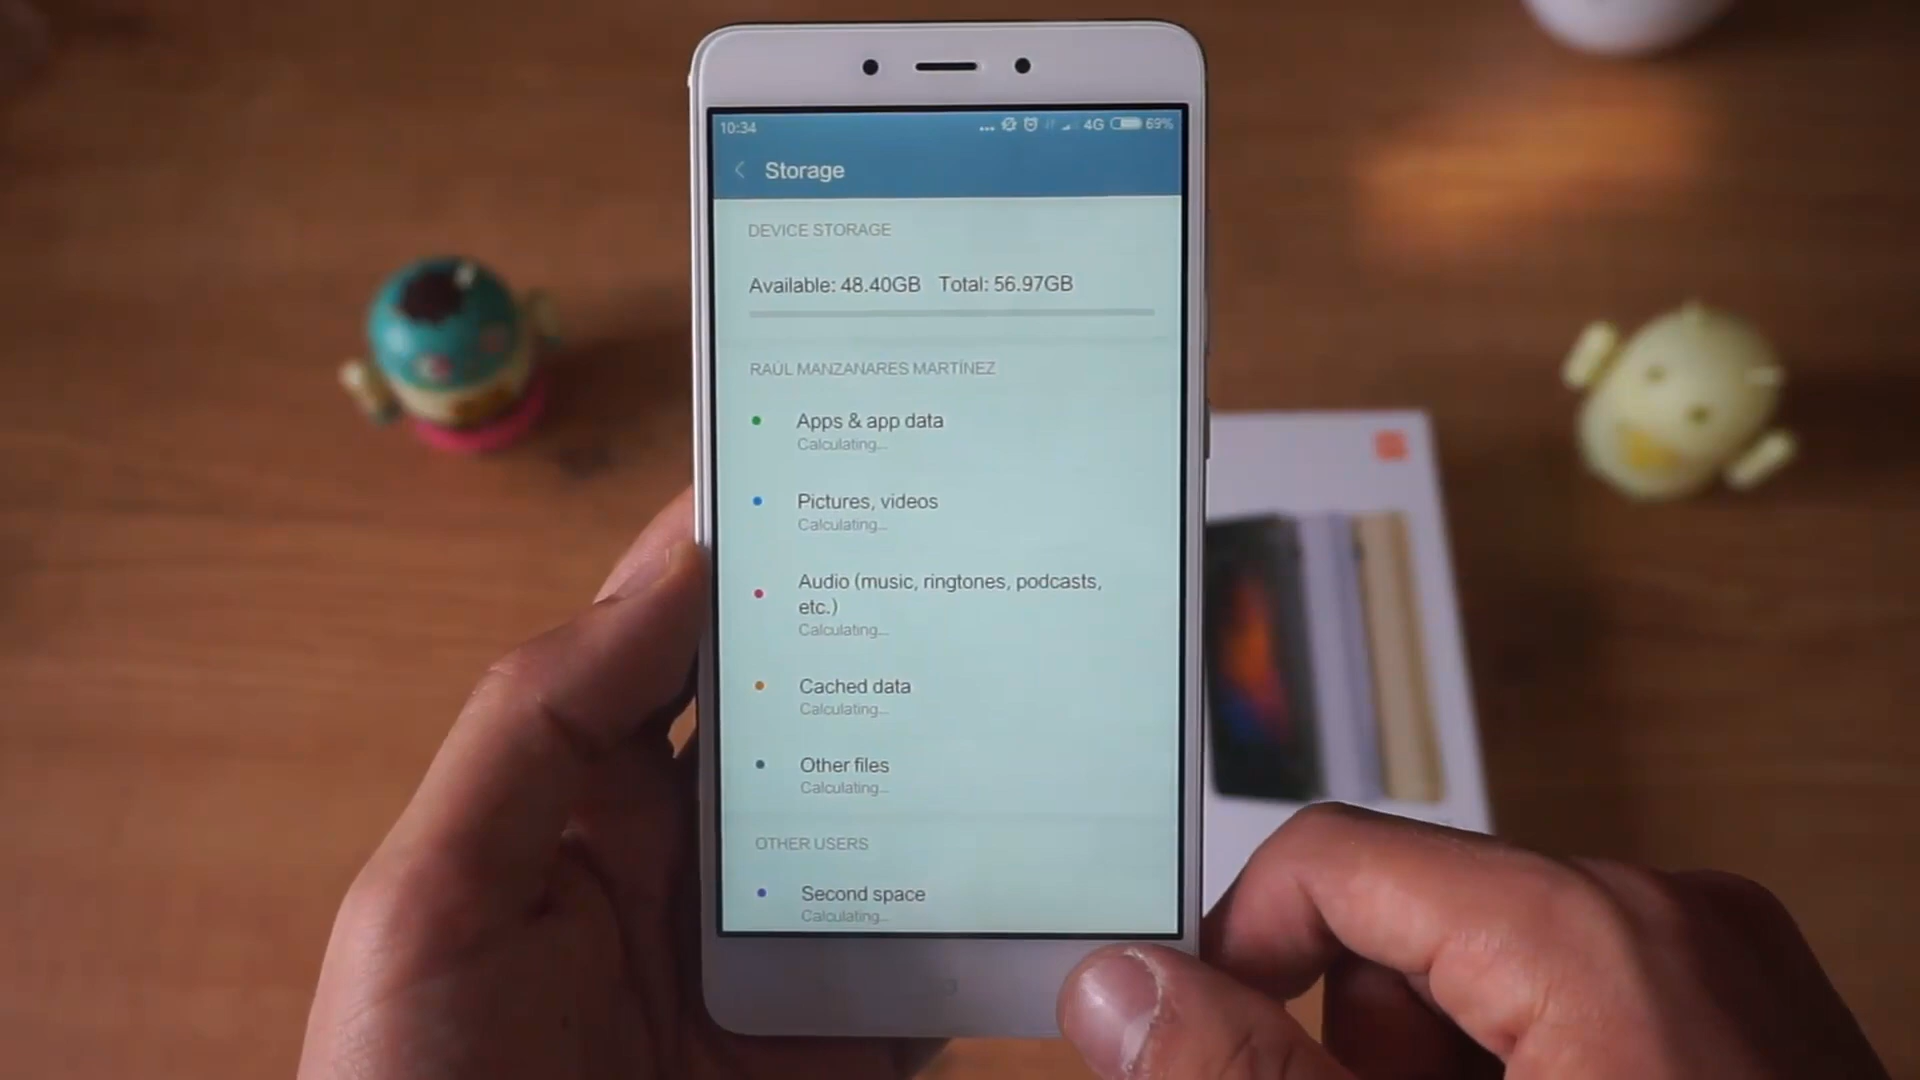 10:34
... 4G 69%
Storage
DEVICE STORAGE
Available: 48.40GB Total: 56.97GB
RAÚL MANZANARES MARTÍNEZ
Apps & app data
Calculating...
Pictures, videos
Calculating...
Audio (music, ringtones, podcasts,
etc.)
Calculating...
Cached data
Calculating...
Other files
Calculating...
OTHER USERS
Second space
Calculating...